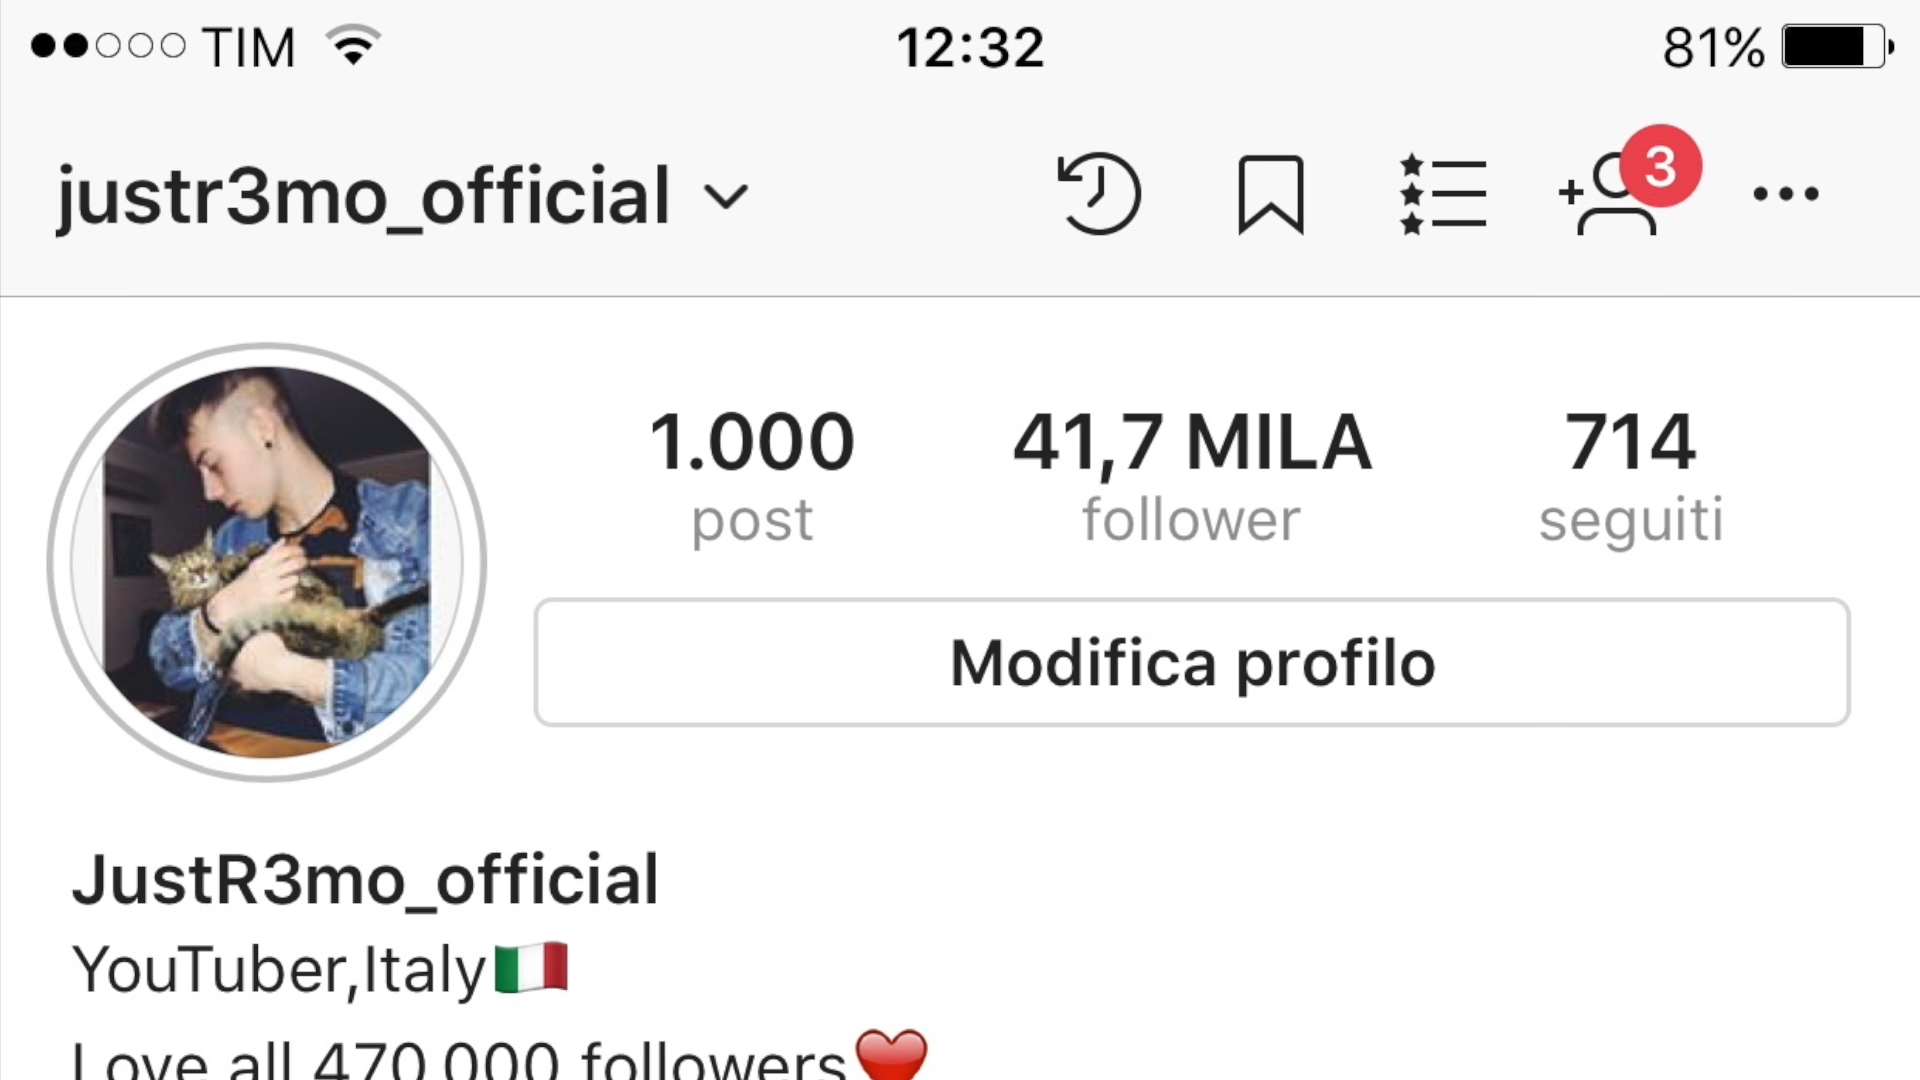 TIM 12:32 81%
justr3mo_official 3
1.000 41,7 MILA 714
post follower seguiti
Modifica profilo
JustR3mo_official
YouTuber,Italy🇮🇹
Love all 470.000 followers❤️